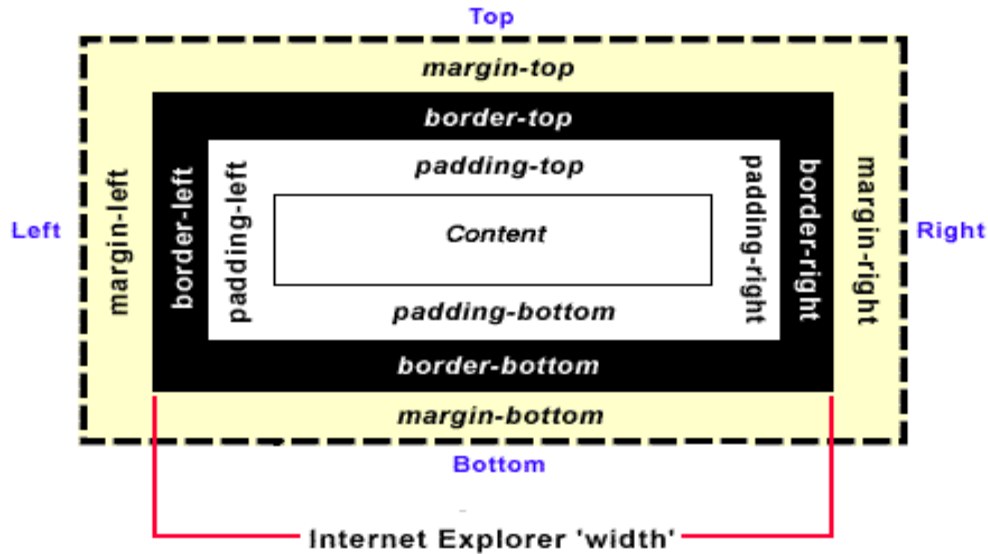 Top
margin-top
border-top
padding-top
Left
margin-left
border-left
padding-left
Content
padding-right
border-right
margin-right
Right
padding-bottom
border-bottom
margin-bottom
Bottom
Internet Explorer 'width'